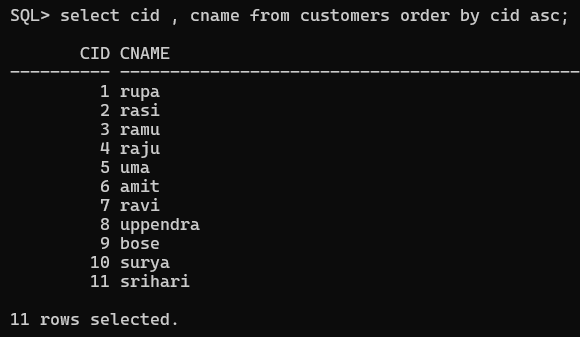 SQL> select cid , cname from customers order by cid asc;
CID CNAME
---------- ----------------------------------------------
1 rupa
2 rasi
3 ramu
4 raju
5 uma
6 amit
7 ravi
8 uppendra
9 bose
10 surya
11 srihari
11 rows selected.